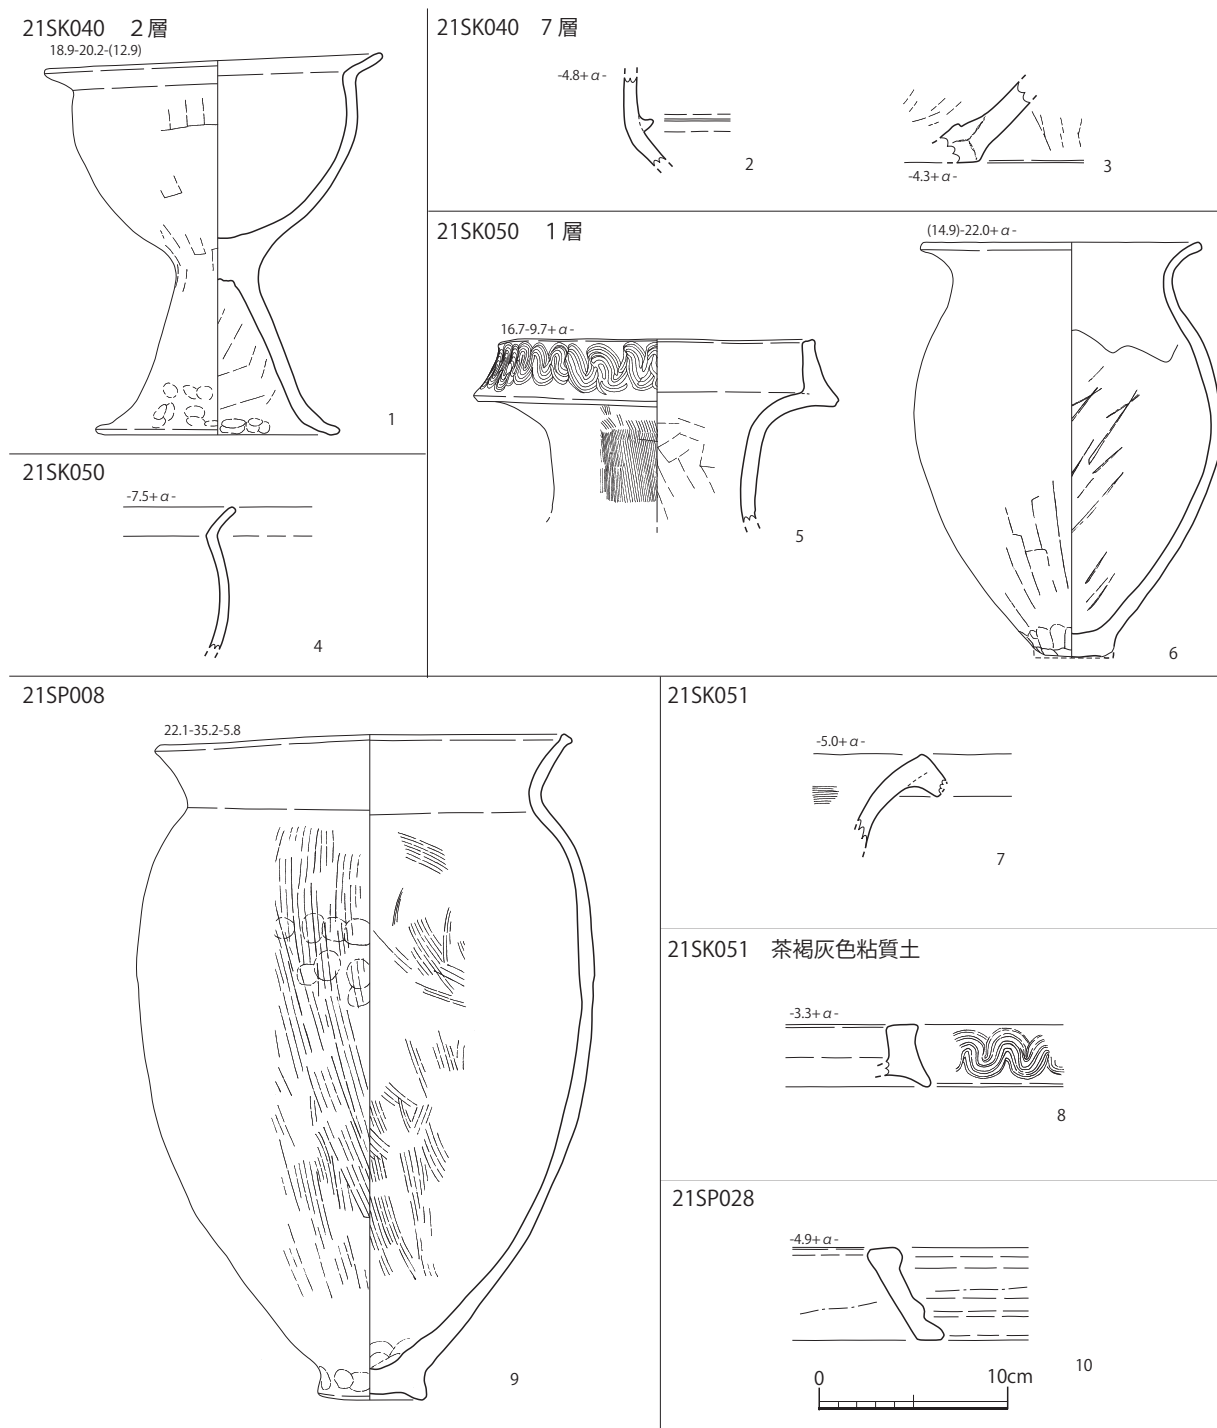 21SK040　２層
18.9-20.2-(12.9)
1
21SK040　７層
-4.8+α-
2
-4.3+α-
3
21SK050
-7.5+α-
4
21SK050　１層
16.7-9.7+α-
5
(14.9)-22.0+α-
6
21SP008
22.1-35.2-5.8
9
21SK051
-5.0+α-
7
21SK051　茶褐灰色粘質土
-3.3+α-
8
21SP028
-4.9+α-
10
0 10cm